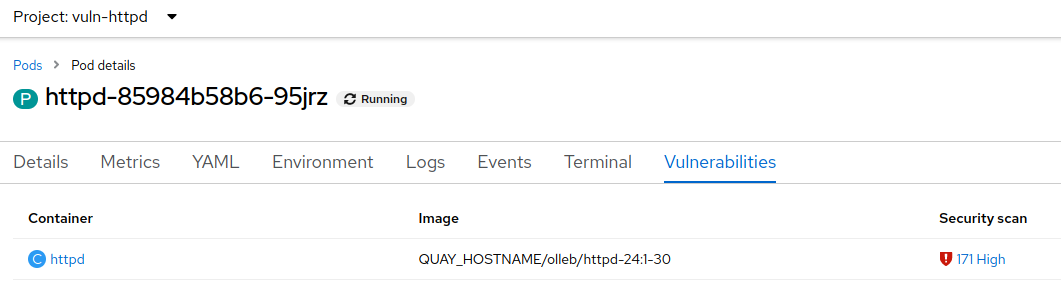 Project: vuln-httpd
Pods > Pod details
P httpd-85984b58b6-95jrz Running
Details Metrics YAML Environment Logs Events Terminal Vulnerabilities
Container Image Security scan
C httpd QUAY_HOSTNAME/olleb/httpd-24:1-30 171 High